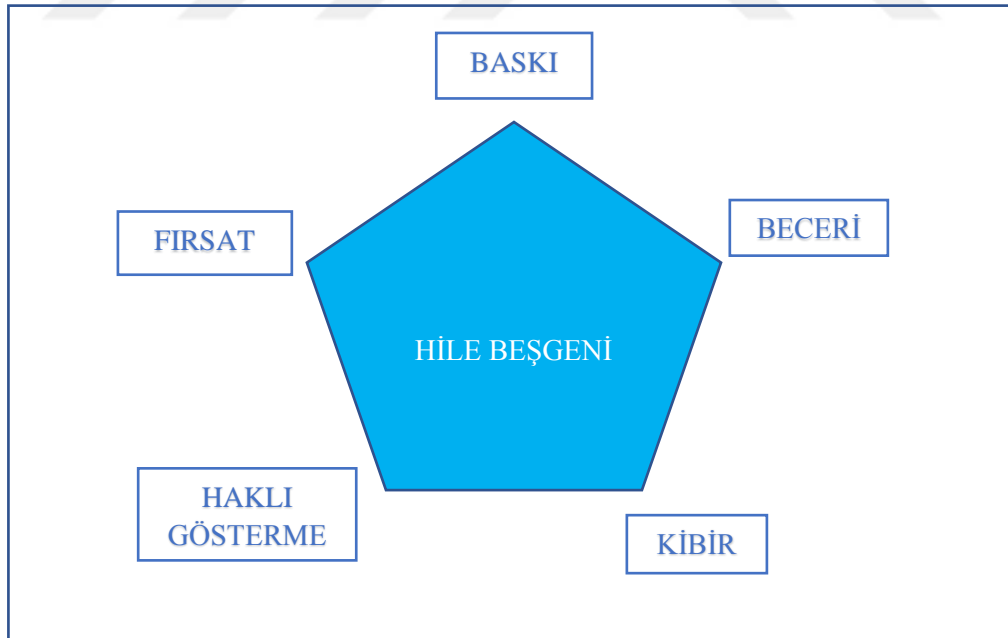 BASKI
FIRSAT
BECERİ
HİLE BEŞGENİ
HAKLI
GÖSTERME
KİBİR